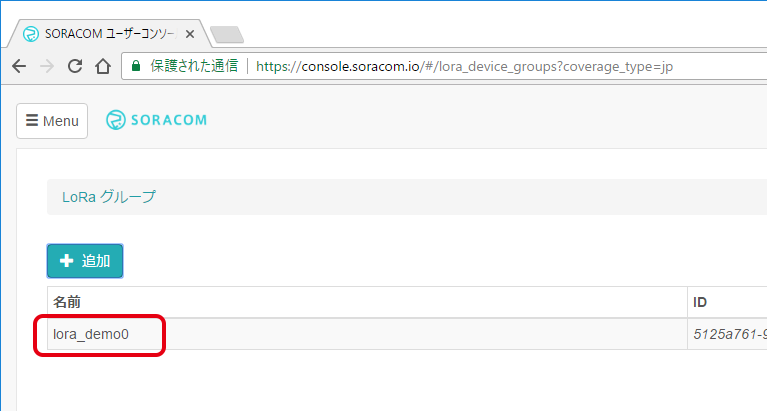 SORACOM ユーザーコンソー
保護された通信 https://console.soracom.io/#/lora_device_groups?coverage_type=jp
Menu SORACOM
LoRa グループ
追加
名前 ID
lora_demo0 5125a761-9